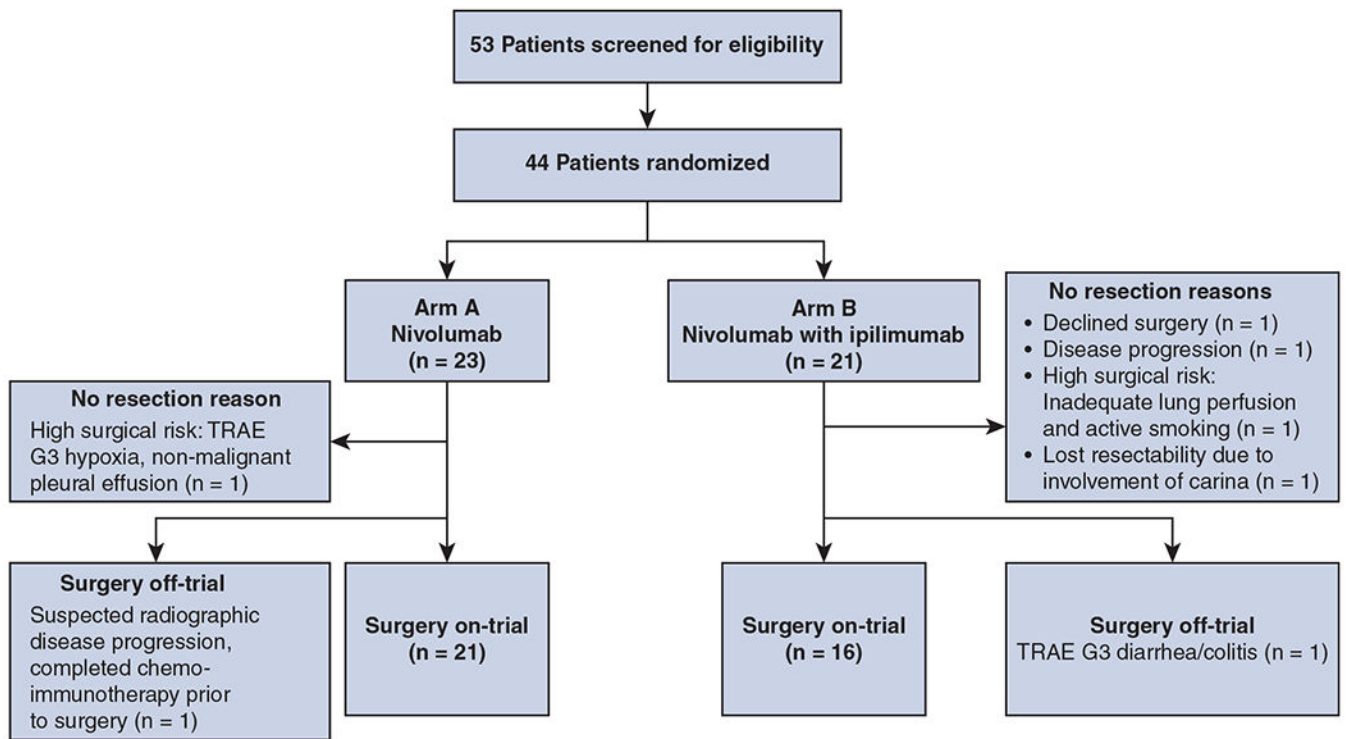 53 Patients screened for eligibility
44 Patients randomized
Arm A
Nivolumab
(n = 23)
Arm B
Nivolumab with ipilimumab
(n = 21)
No resection reasons
• Declined surgery (n = 1)
• Disease progression (n = 1)
• High surgical risk:
Inadequate lung perfusion
and active smoking (n = 1)
• Lost resectability due to
involvement of carina (n = 1)
No resection reason
High surgical risk: TRAE
G3 hypoxia, non-malignant
pleural effusion (n = 1)
Surgery off-trial
Suspected radiographic
disease progression,
completed chemo-
immunotherapy prior
to surgery (n = 1)
Surgery on-trial
(n = 21)
Surgery on-trial
(n = 16)
Surgery off-trial
TRAE G3 diarrhea/colitis (n = 1)